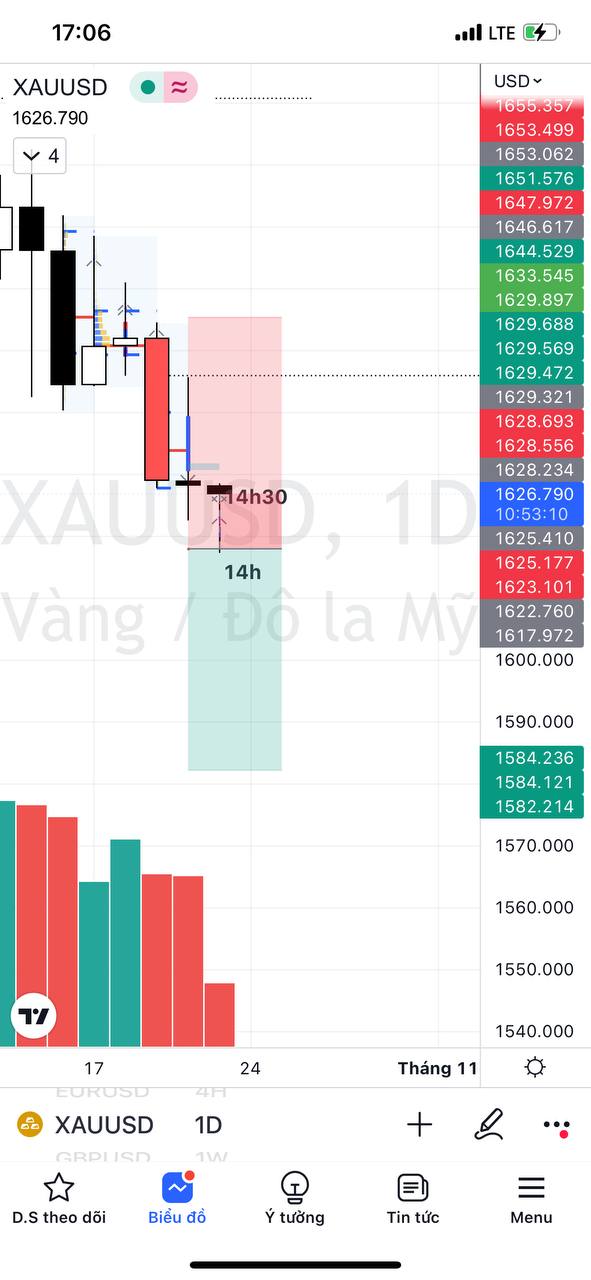 17:06
LTE
XAUUSD
USD
1626.790
4
1655.357
1653.499
1653.062
1651.576
1647.972
1646.617
1644.529
1633.545
1629.897
1629.688
1629.569
1629.472
1629.321
1628.693
1628.556
1628.234
1626.790
10:53:10
1625.410
1625.177
1623.101
1622.760
1617.972
1600.000
1590.000
1584.236
1584.121
1582.214
1570.000
1560.000
1550.000
1540.000
14h30
XAUUSD, 1D
14h
Vàng / Đô la Mỹ
17
24
Tháng 11
EURUSD 4H
XAUUSD 1D
GBPUSD 1W
D.S theo dõi
Biểu đồ
Ý tưởng
Tin tức
Menu